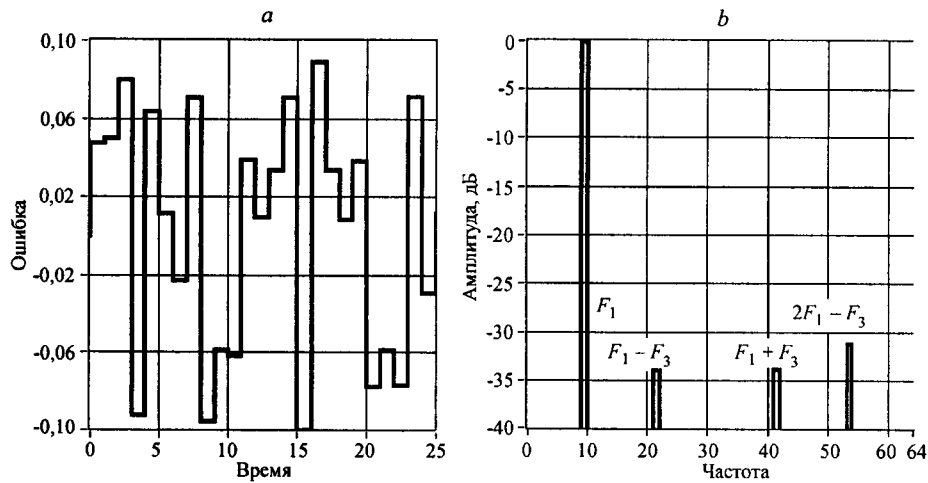 a
0,10
0,06
0,02
-0,02
-0,06
-0,10
Ошибка
0 5 10 15 20 25
Время
b
0
-5
-10
-15
-20
-25
-30
-35
-40
Амплитуда, дБ
F1
F1 – F3
F1 + F3
2F1 – F3
0 10 20 30 40 50 60 64
Частота